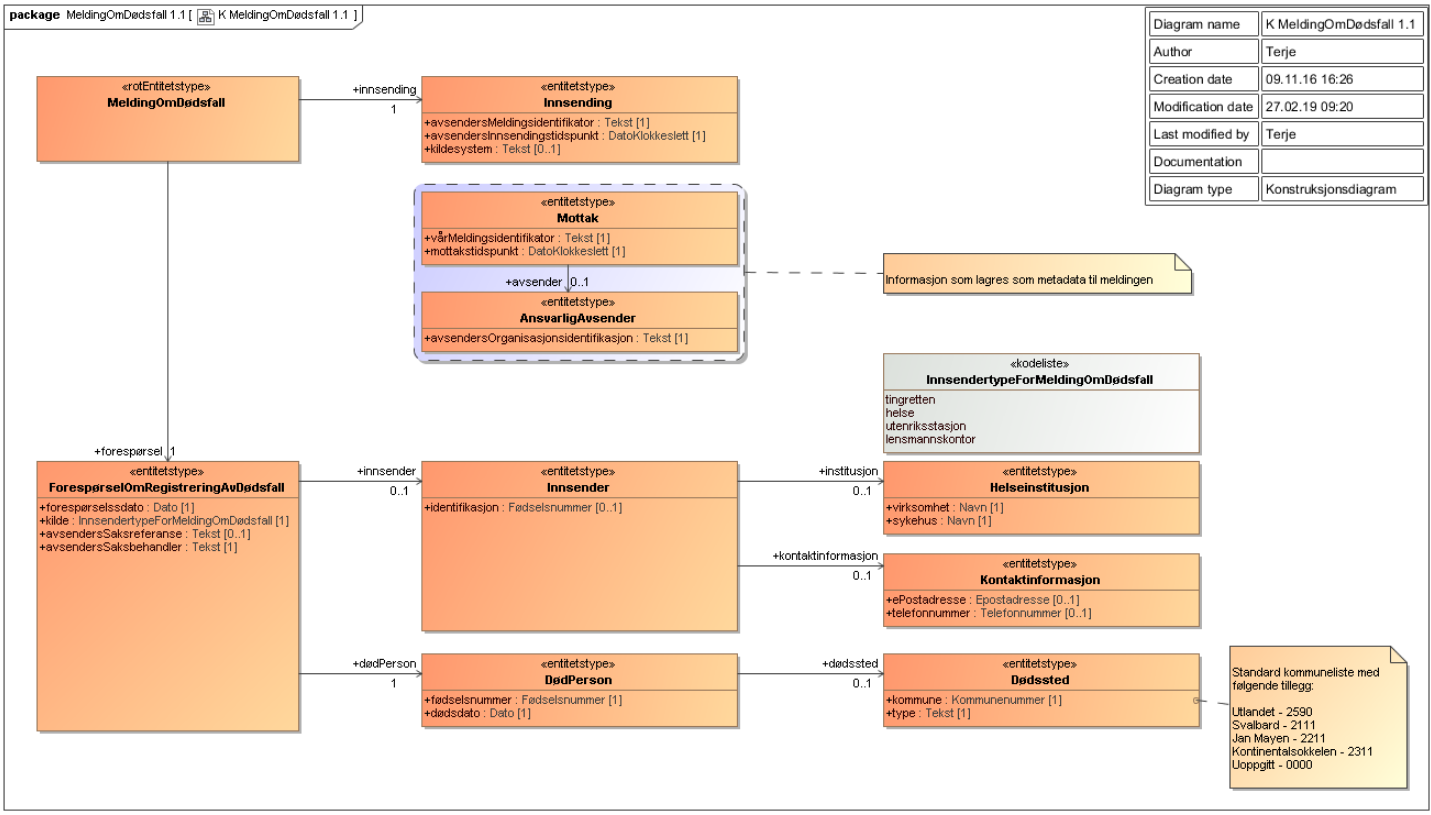 package MeldingOmDødsfall 1.1 [ K MeldingOmDødsfall 1.1 ]
Diagram name K MeldingOmDødsfall 1.1
Author Terje
Creation date 09.11.16 16:26
Modification date 27.02.19 09:20
Last modified by Terje
Documentation
Diagram type Konstruksjonsdiagram
«rotEntitetstype»
MeldingOmDødsfall
+innsending
1
«entitetstype»
Innsending
+avsendersMeldingsidentifikator : Tekst [1]
+avsendersInnsendingstidspunkt : DatoKlokkeslett [1]
+kildesystem : Tekst [0..1]
«entitetstype»
Mottak
+vårMeldingsidentifikator : Tekst [1]
+mottakstidspunkt : DatoKlokkeslett [1]
+avsender 0..1
«entitetstype»
AnsvarligAvsender
+avsendersOrganisasjonsidentifikasjon : Tekst [1]
Informasjon som lagres som metadata til meldingen
«kodeliste»
InnsendertypeForMeldingOmDødsfall
tingretten
helse
utenriksstasjon
lensmannskontor
+forespørsel 1
«entitetstype»
ForespørselOmRegistreringAvDødsfall
+forespørselssdato : Dato [1]
+kilde : InnsendertypeForMeldingOmDødsfall [1]
+avsendersSaksreferanse : Tekst [0..1]
+avsendersSaksbehandler : Tekst [1]
+innsender
0..1
«entitetstype»
Innsender
+identifikasjon : Fødselsnummer [0..1]
+institusjon
0..1
«entitetstype»
Helseinstitusjon
+virksomhet : Navn [1]
+sykehus : Navn [1]
+kontaktinformasjon
0..1
«entitetstype»
Kontaktinformasjon
+ePostadresse : Epostadresse [0..1]
+telefonnummer : Telefonnummer [0..1]
+dødPerson
1
«entitetstype»
DødPerson
+fødselsnummer : Fødselsnummer [1]
+dødsdato : Dato [1]
+dødssted
0..1
«entitetstype»
Dødssted
+kommune : Kommunenummer [1]
+type : Tekst [1]
Standard kommuneliste med
følgende tillegg:
Utlandet - 2590
Svalbard - 2111
Jan Mayen - 2211
Kontinentalsokkelen - 2311
Uoppgitt - 0000